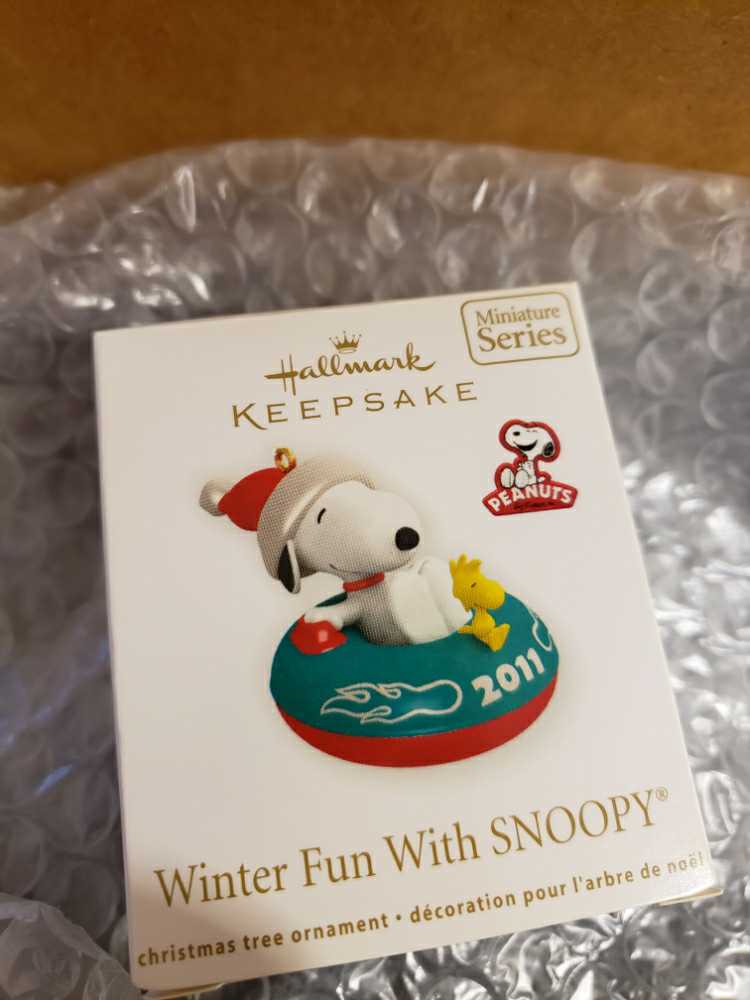 Miniature
Series
Hallmark
KEEPSAKE
PEANUTS
2011
Winter Fun With SNOOPY®
christmas tree ornament • décoration pour l'arbre de noël